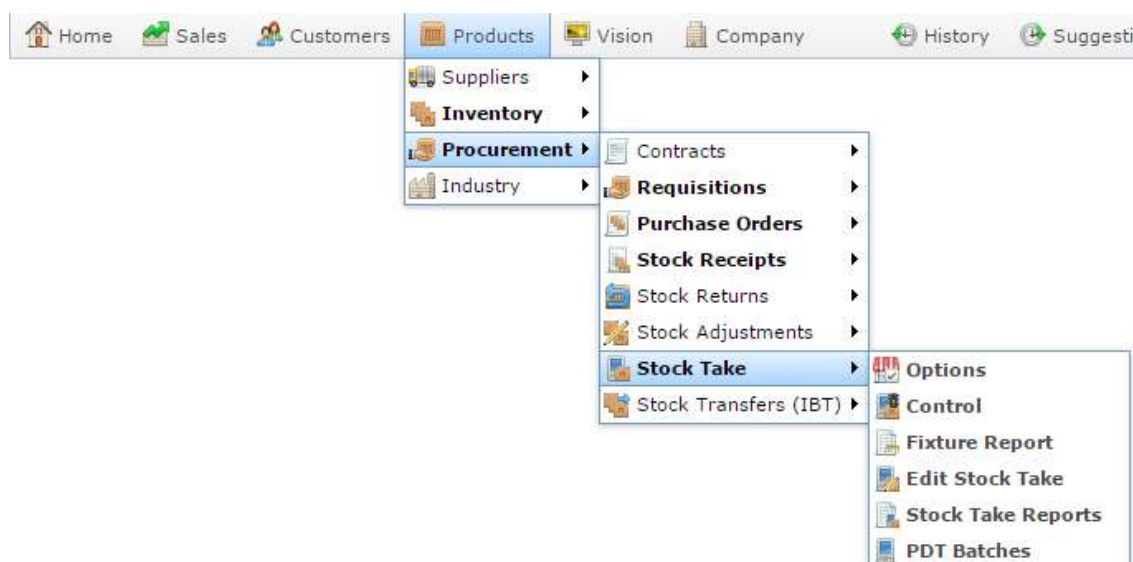 Home Sales Customers Products Vision Company History Suggesti
Suppliers
Inventory
Procurement
Industry
Contracts
Requisitions
Purchase Orders
Stock Receipts
Stock Returns
Stock Adjustments
Stock Take
Stock Transfers (IBT)
Options
Control
Fixture Report
Edit Stock Take
Stock Take Reports
PDT Batches